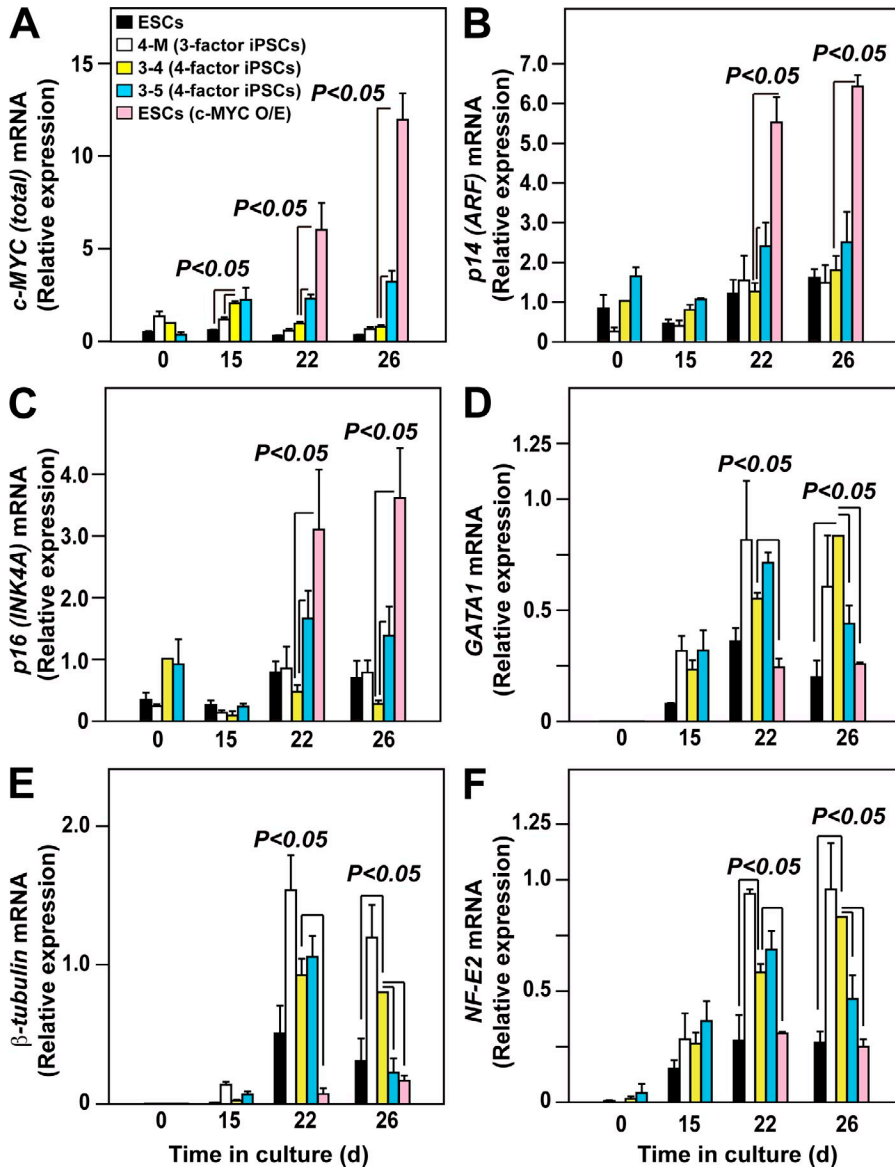 A
ESCs
4-M (3-factor iPSCs)
3-4 (4-factor iPSCs)
3-5 (4-factor iPSCs)
ESCs (c-MYC O/E)
c-MYC (total) mRNA
(Relative expression)
15
10
5
0
P<0.05
P<0.05
P<0.05
0 15 22 26
B
p14 (ARF) mRNA
(Relative expression)
7.0
6.0
5.0
4.0
3.0
2.0
1.0
0
P<0.05
P<0.05
0 15 22 26
C
p16 (INK4A) mRNA
(Relative expression)
4.0
3.0
2.0
1.0
0
P<0.05
P<0.05
0 15 22 26
D
GATA1 mRNA
(Relative expression)
1.25
0.75
0.25
0
P<0.05
P<0.05
0 15 22 26
E
β-tubulin mRNA
(Relative expression)
2.0
1.0
0
P<0.05
P<0.05
0 15 22 26
Time in culture (d)
F
NF-E2 mRNA
(Relative expression)
1.25
0.75
0.25
0
P<0.05
P<0.05
0 15 22 26
Time in culture (d)